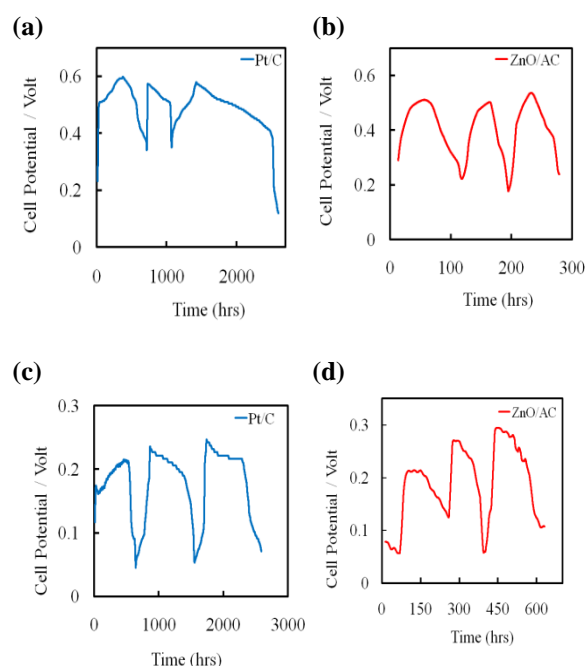 (a)
Pt/C
Cell Potential / Volt
0.6
0.4
0.2
0
0 1000 2000
Time (hrs)
(b)
ZnO/AC
Cell Potential / Volt
0.6
0.4
0.2
0
0 100 200 300
Time (hrs)
(c)
Pt/C
Cell Potential / Volt
0.3
0.2
0.1
0
0 1000 2000 3000
Time (hrs)
(d)
ZnO/AC
Cell Potential / Volt
0.3
0.2
0.1
0
0 150 300 450 600
Time (hrs)